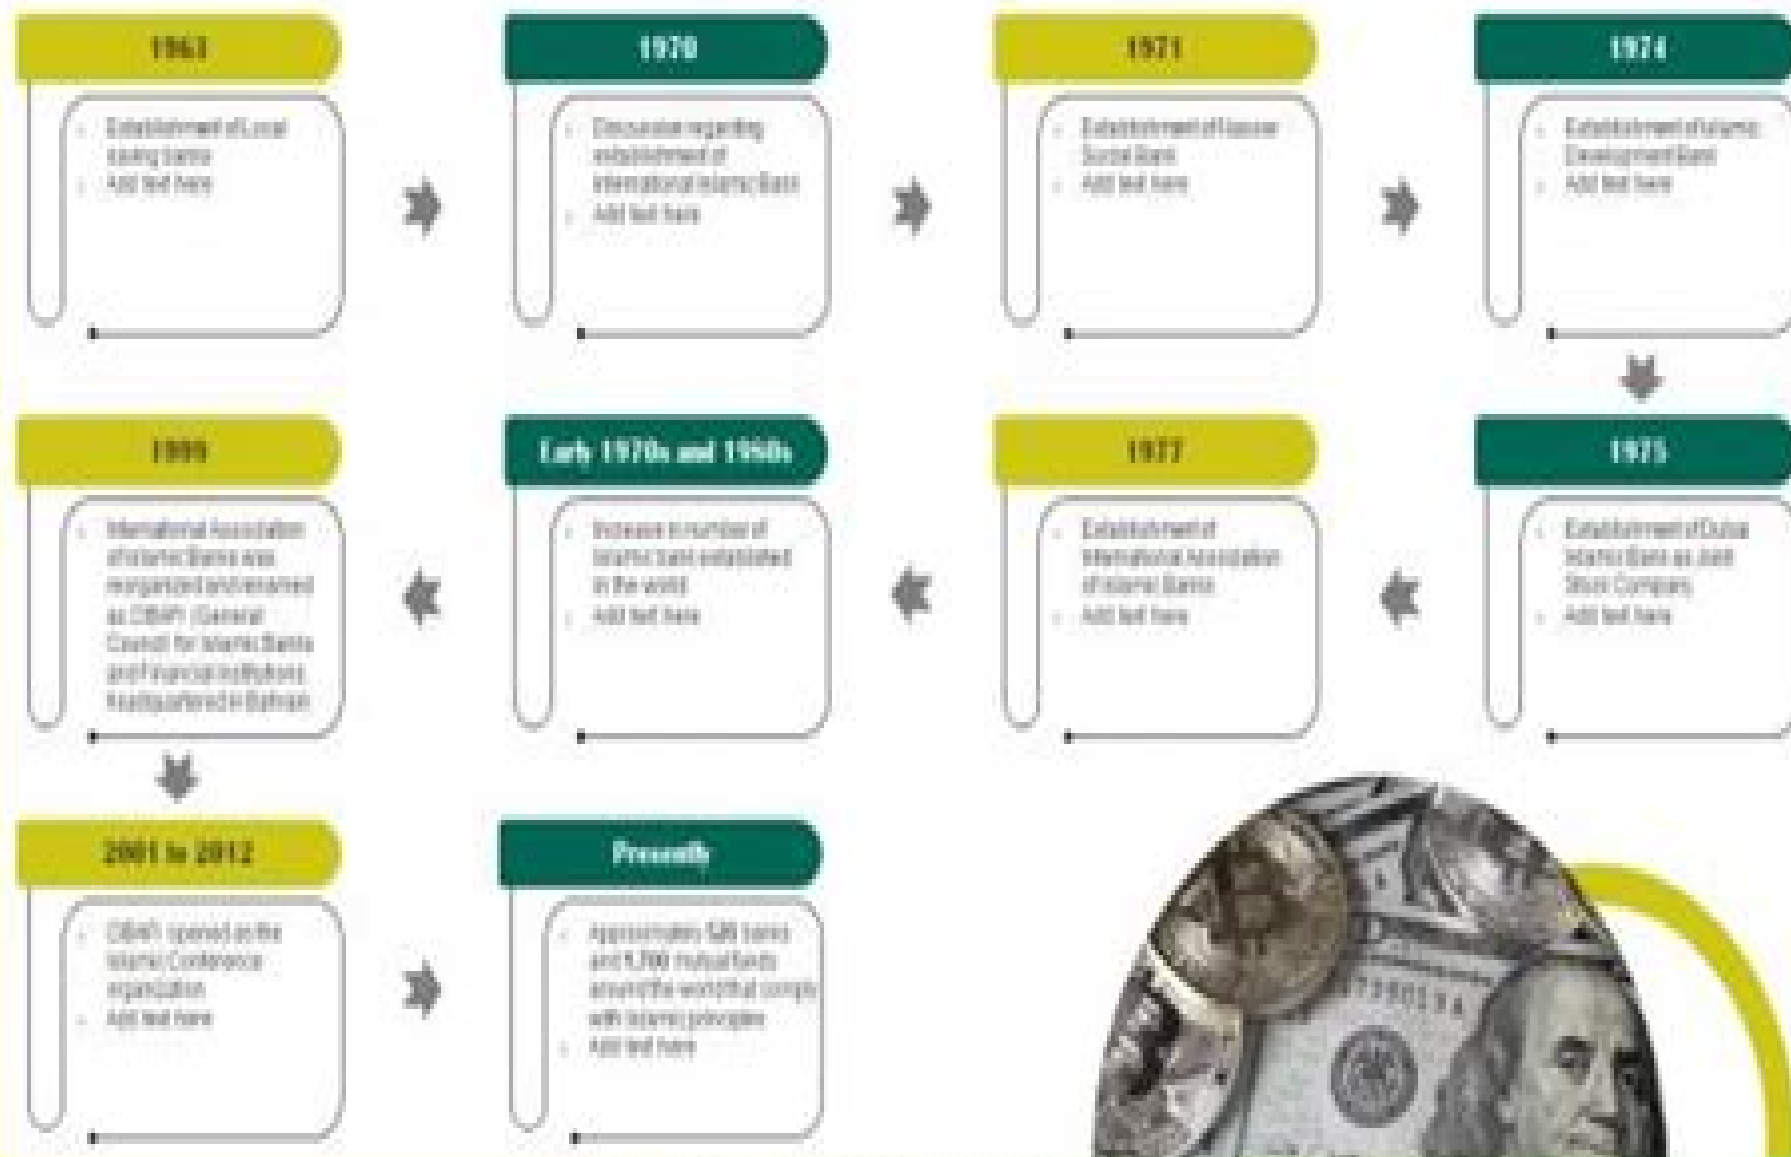 1963
Establishment of Local
saving banks
Add text here
1970
Discussion regarding
establishment of
International Islamic Bank
Add text here
1971
Establishment of Nasser
Social Bank
Add text here
1974
Establishment of Islamic
Development Bank
Add text here
1975
Establishment of Dubai
Islamic Bank as Joint
Stock Company
Add text here
1977
Establishment of
International Association
of Islamic Banks
Add text here
Early 1970s and 1960s
Increase in number of
Islamic bank established
in the world
Add text here
1999
International Association
of Islamic Banks was
reorganized and renamed
as CIBAFI (General
Council for Islamic Banks
and Financial Institutions
headquartered in Bahrain
2001 to 2012
CIBAFI opened as the
Islamic Conference
organization
Add text here
Presently
Approximately banks
and 1,700 mutual funds
around the world that comply
with Islamic principles
Add text here